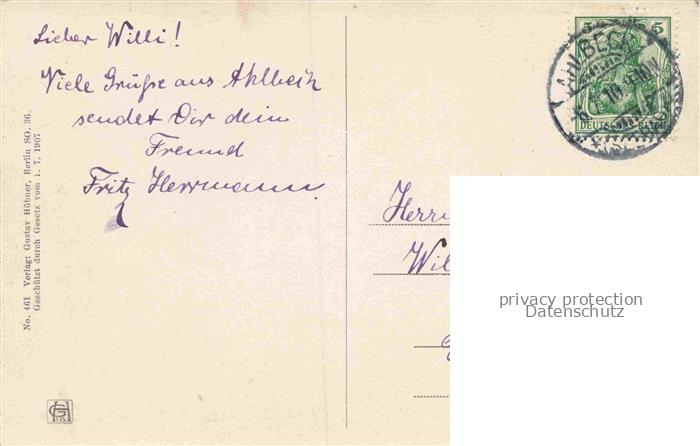 Lieber Willi!
Viele Grüße aus Ahlbeck
sendet Dir dein
Freund
Fritz Herrmann
No. 461 Verlag: Gustav Hübner, Berlin SO. 36.
Geschützt durch Gesetz vom 1. 7. 1907
5 5
DEUTSCHES REICH
AHLBECK
Herrn
privacy protection
Datenschutz